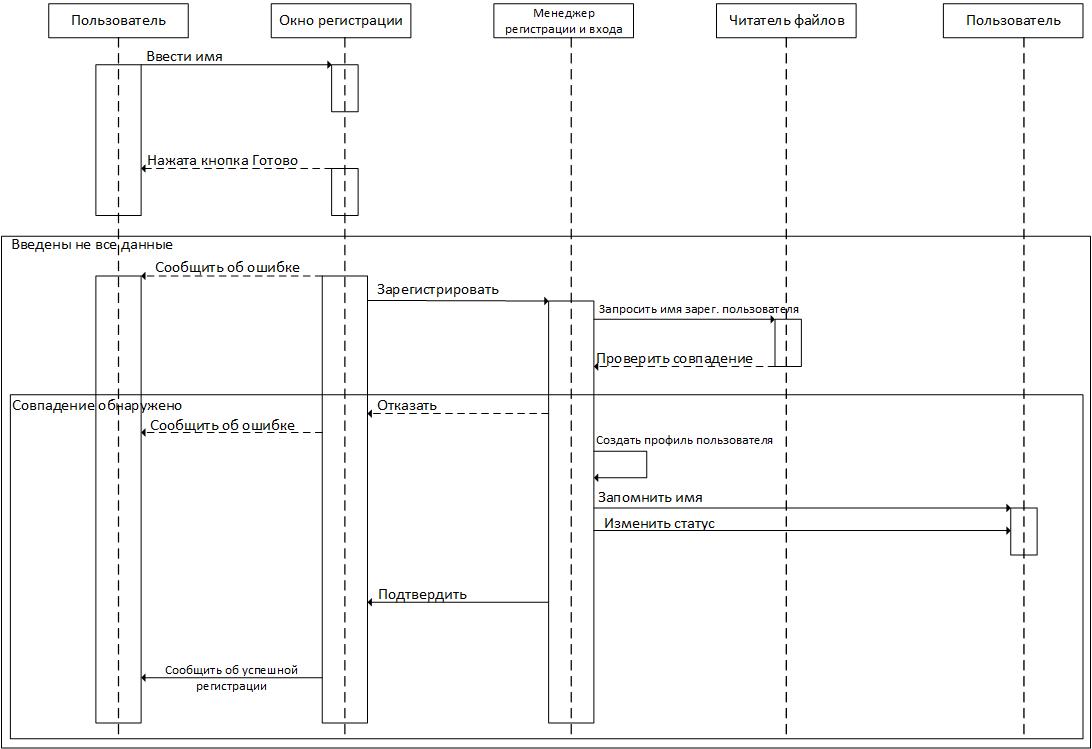 Пользователь
Окно регистрации
Менеджер
регистрации и входа
Читатель файлов
Пользователь
Ввести имя
Нажата кнопка Готово
Введены не все данные
Сообщить об ошибке
Зарегистрировать
Запросить имя зарег. пользователя
Проверить совпадение
Совпадение обнаружено
Отказать
Сообщить об ошибке
Создать профиль пользователя
Запомнить имя
Изменить статус
Подтвердить
Сообщить об успешной
регистрации